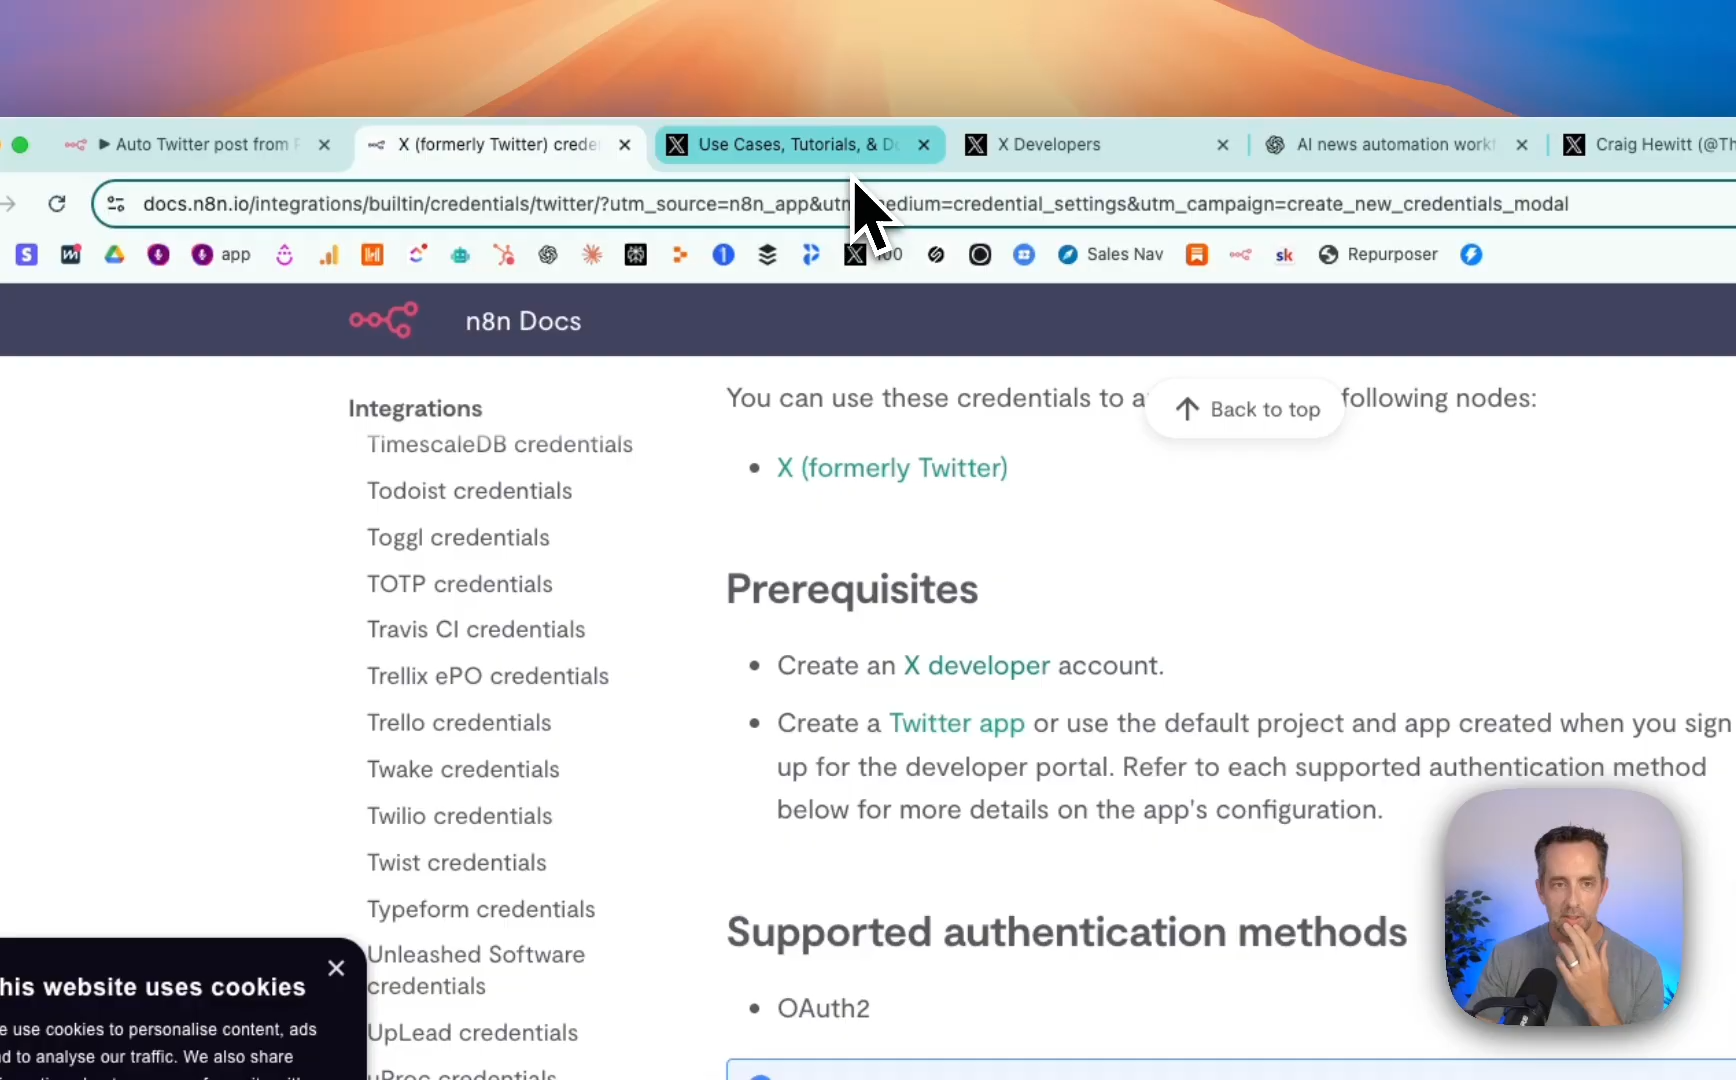 ▶ Auto Twitter post from
X (formerly Twitter) crede
Use Cases, Tutorials, & D
X Developers
AI news automation work
Craig Hewitt (@Th
docs.n8n.io/integrations/builtin/credentials/twitter/?utm_source=n8n_app&utm_medium=credential_settings&utm_campaign=create_new_credentials_modal
app
Sales Nav
sk
Repurposer
n8n Docs
Integrations
TimescaleDB credentials
Todoist credentials
Toggl credentials
TOTP credentials
Travis CI credentials
Trellix ePO credentials
Trello credentials
Twake credentials
Twilio credentials
Twist credentials
Typeform credentials
Unleashed Software
credentials
UpLead credentials
uProc credentials
You can use these credentials to a
following nodes:
Back to top
• X (formerly Twitter)
Prerequisites
• Create an X developer account.
• Create a Twitter app or use the default project and app created when you sign
up for the developer portal. Refer to each supported authentication method
below for more details on the app's configuration.
Supported authentication methods
• OAuth2
his website uses cookies
e use cookies to personalise content, ads
d to analyse our traffic. We also share